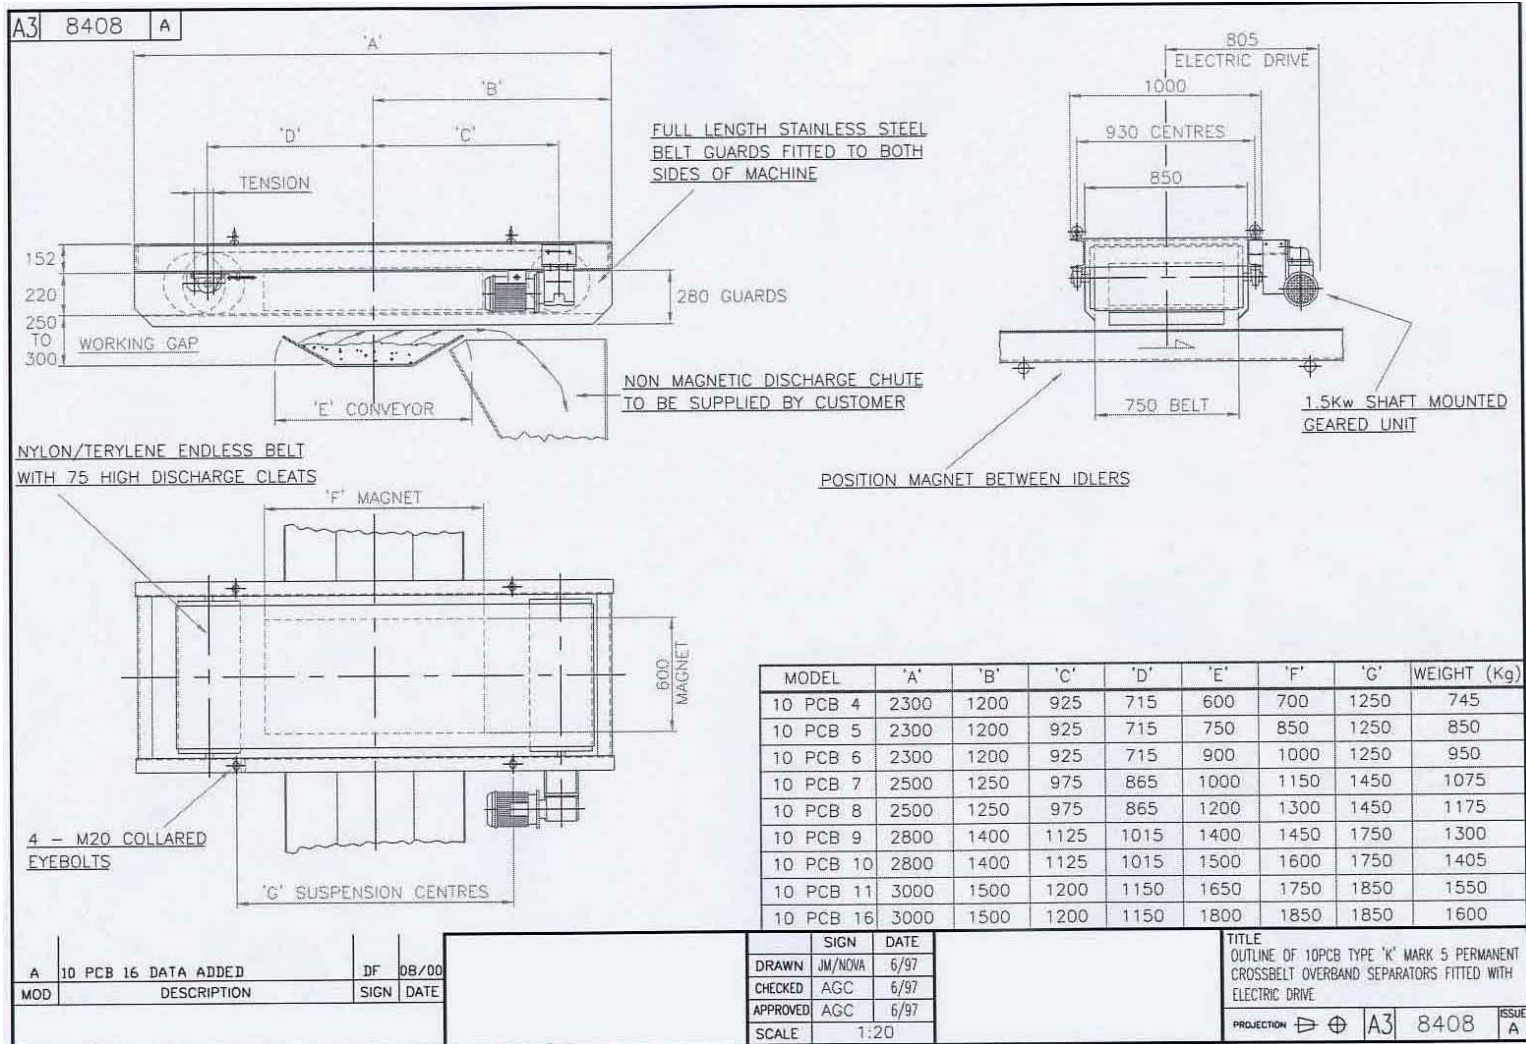 A3 8408 A
'A'
'B'
'D' 'C'
TENSION
FULL LENGTH STAINLESS STEEL
BELT GUARDS FITTED TO BOTH
SIDES OF MACHINE
152
220
250
TO
300
WORKING GAP
280 GUARDS
'E' CONVEYOR
NON MAGNETIC DISCHARGE CHUTE
TO BE SUPPLIED BY CUSTOMER
805
ELECTRIC DRIVE
1000
930 CENTRES
850
750 BELT
1.5Kw SHAFT MOUNTED
GEARED UNIT
POSITION MAGNET BETWEEN IDLERS
NYLON/TERYLENE ENDLESS BELT
WITH 75 HIGH DISCHARGE CLEATS
'F' MAGNET
600
MAGNET
4 - M20 COLLARED
EYEBOLTS
'G' SUSPENSION CENTRES
MODEL 'A' 'B' 'C' 'D' 'E' 'F' 'G' WEIGHT (Kg)
10 PCB 4 2300 1200 925 715 600 700 1250 745
10 PCB 5 2300 1200 925 715 750 850 1250 850
10 PCB 6 2300 1200 925 715 900 1000 1250 950
10 PCB 7 2500 1250 975 865 1000 1150 1450 1075
10 PCB 8 2500 1250 975 865 1200 1300 1450 1175
10 PCB 9 2800 1400 1125 1015 1400 1450 1750 1300
10 PCB 10 2800 1400 1125 1015 1500 1600 1750 1405
10 PCB 11 3000 1500 1200 1150 1650 1750 1850 1550
10 PCB 16 3000 1500 1200 1150 1800 1850 1850 1600
A 10 PCB 16 DATA ADDED DF 08/00
MOD DESCRIPTION SIGN DATE
SIGN DATE
DRAWN JM/NOVA 6/97
CHECKED AGC 6/97
APPROVED AGC 6/97
SCALE 1:20
TITLE
OUTLINE OF 10PCB TYPE 'K' MARK 5 PERMANENT
CROSSBELT OVERBAND SEPARATORS FITTED WITH
ELECTRIC DRIVE
PROJECTION A3 8408 ISSUE A